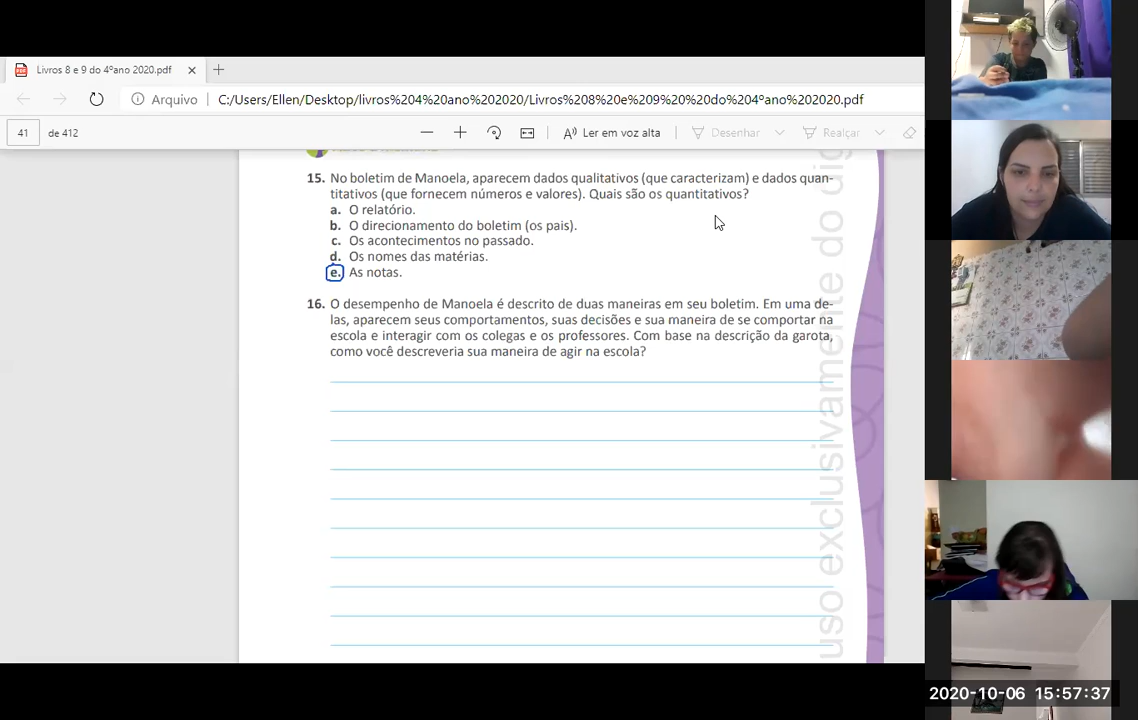 Livros 8 e 9 do 4ºano 2020.pdf
Arquivo
C:/Users/Ellen/Desktop/livros%204%20ano%202020/Livros%208%20e%209%20%20do%204ºano%202020.pdf
41
de 412
Ler em voz alta
Desenhar
Realçar
15. No boletim de Manoela, aparecem dados qualitativos (que caracterizam) e dados quan-
titativos (que fornecem números e valores). Quais são os quantitativos?
a. O relatório.
b. O direcionamento do boletim (os pais).
c. Os acontecimentos no passado.
d. Os nomes das matérias.
e. As notas.
16. O desempenho de Manoela é descrito de duas maneiras em seu boletim. Em uma de-
las, aparecem seus comportamentos, suas decisões e sua maneira de se comportar na
escola e interagir com os colegas e os professores. Com base na descrição da garota,
como você descreveria sua maneira de agir na escola?
uso exclusivamente do dig
2020-10-06 15:57:37